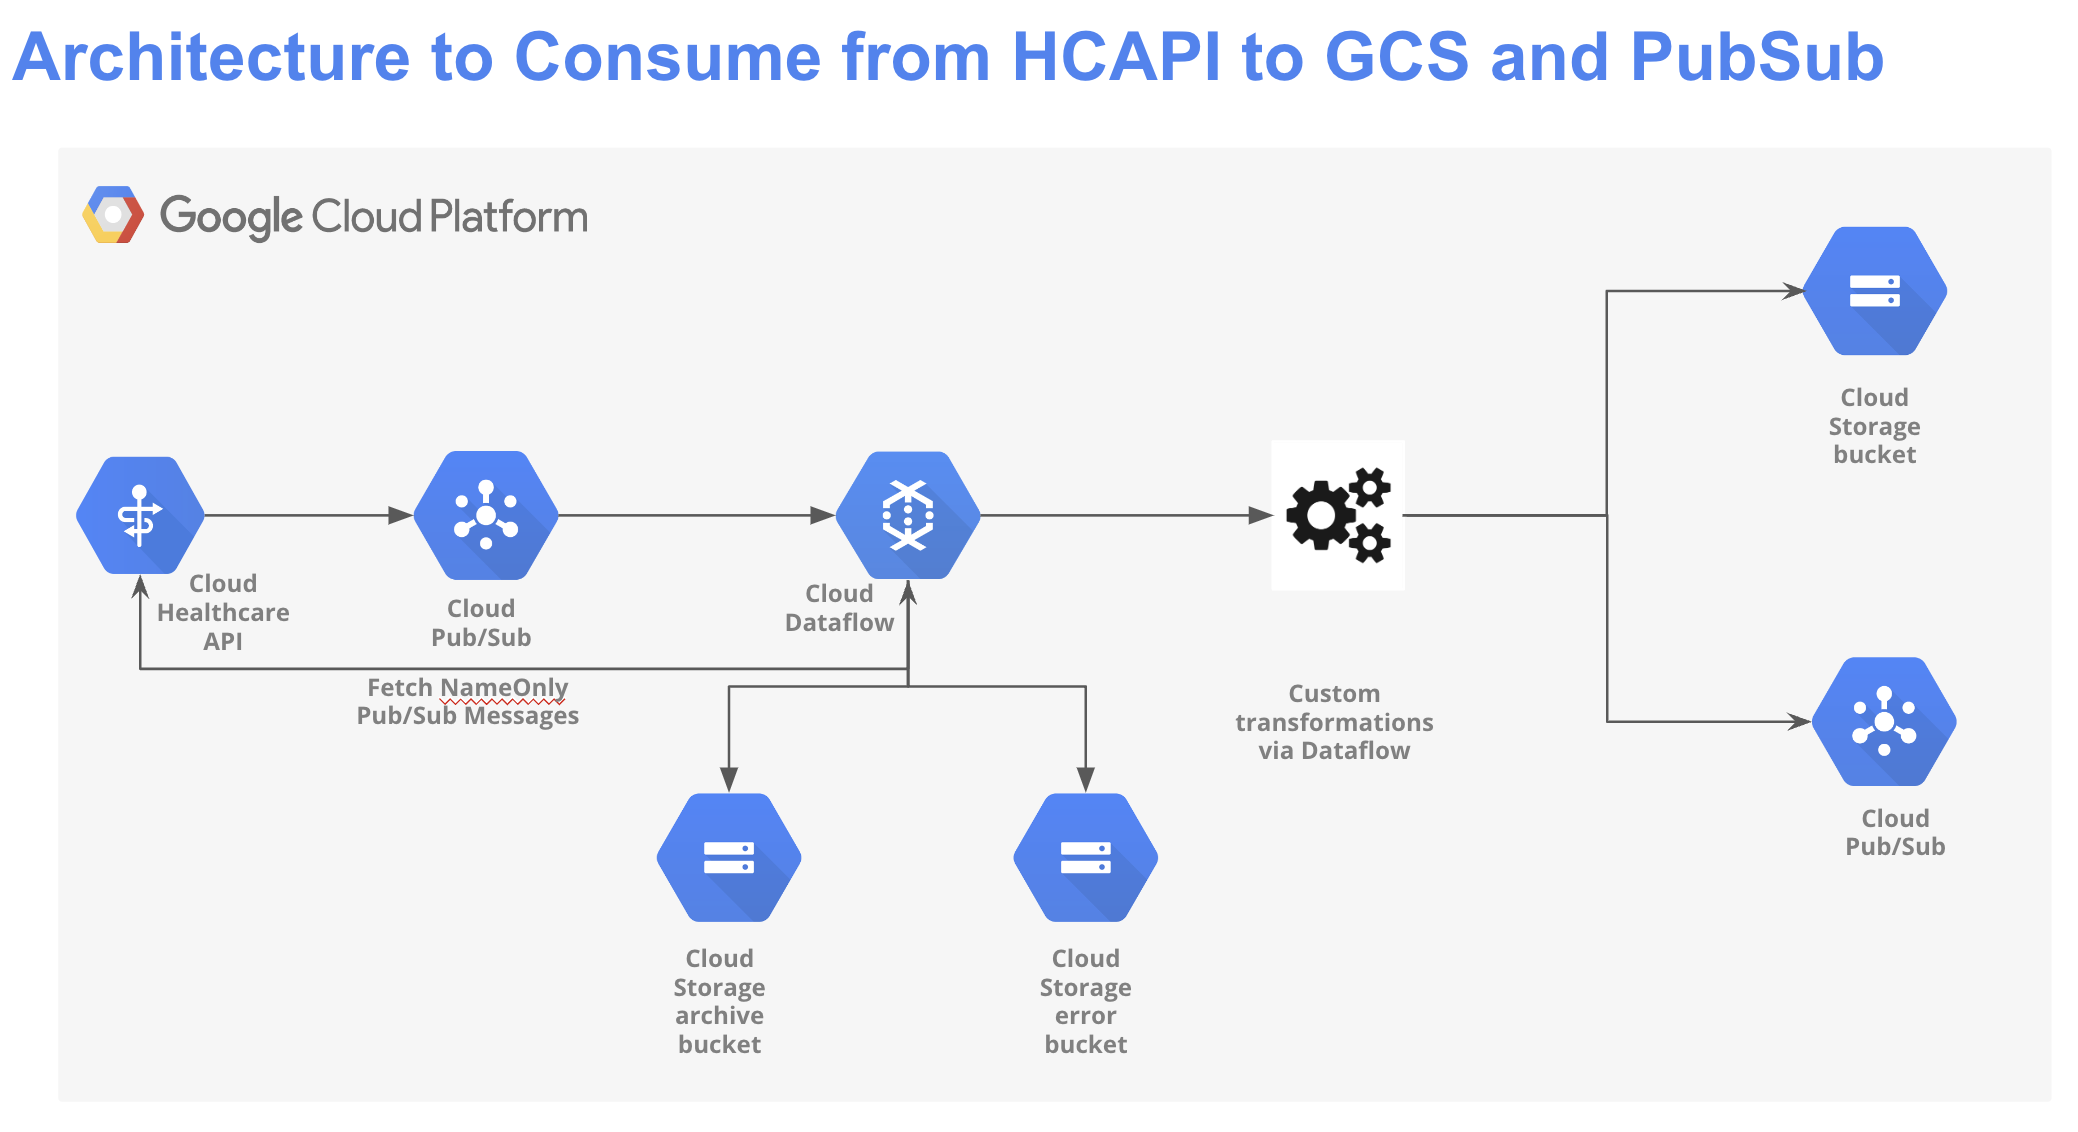 Architecture to Consume from HCAPI to GCS and PubSub
Google Cloud Platform
Cloud
Storage
bucket
Cloud
Healthcare
API
Cloud
Pub/Sub
Cloud
Dataflow
Fetch NameOnly
Pub/Sub Messages
Custom
transformations
via Dataflow
Cloud
Pub/Sub
Cloud
Storage
archive
bucket
Cloud
Storage
error
bucket